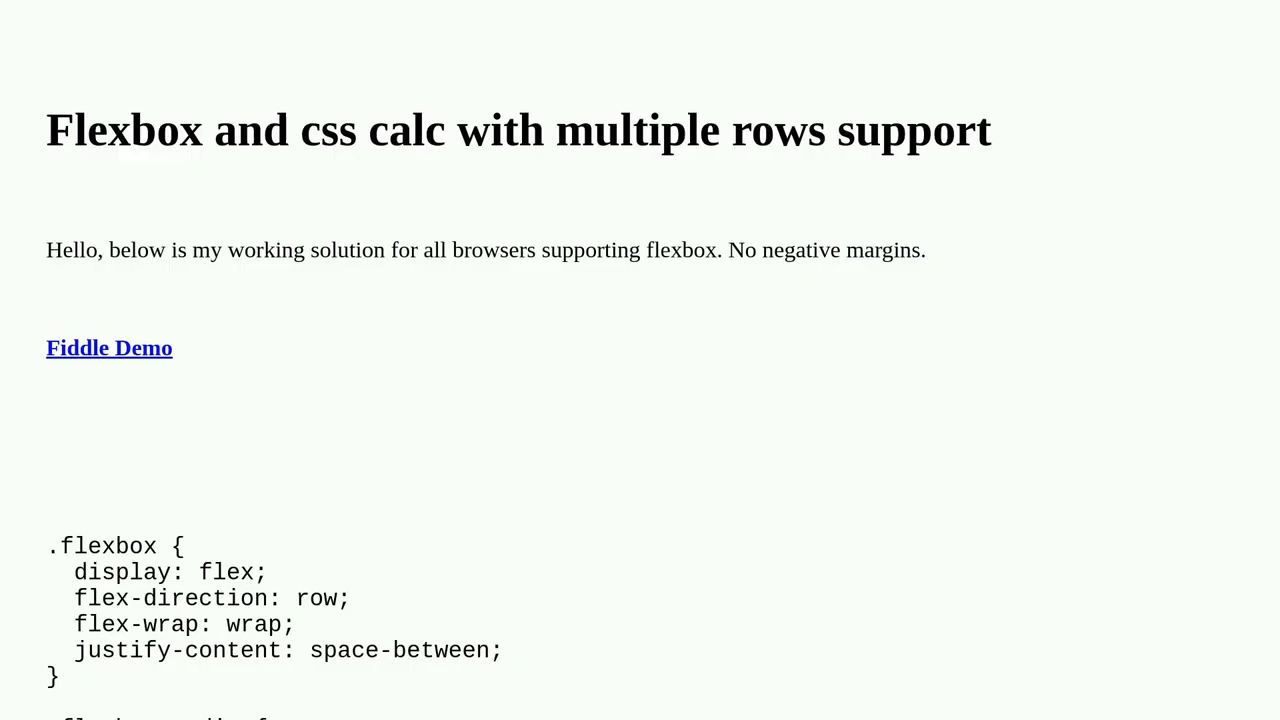 Flexbox and css calc with multiple rows support
Hello, below is my working solution for all browsers supporting flexbox. No negative margins.
Fiddle Demo
.flexbox {
  display: flex;
  flex-direction: row;
  flex-wrap: wrap;
  justify-content: space-between;
}